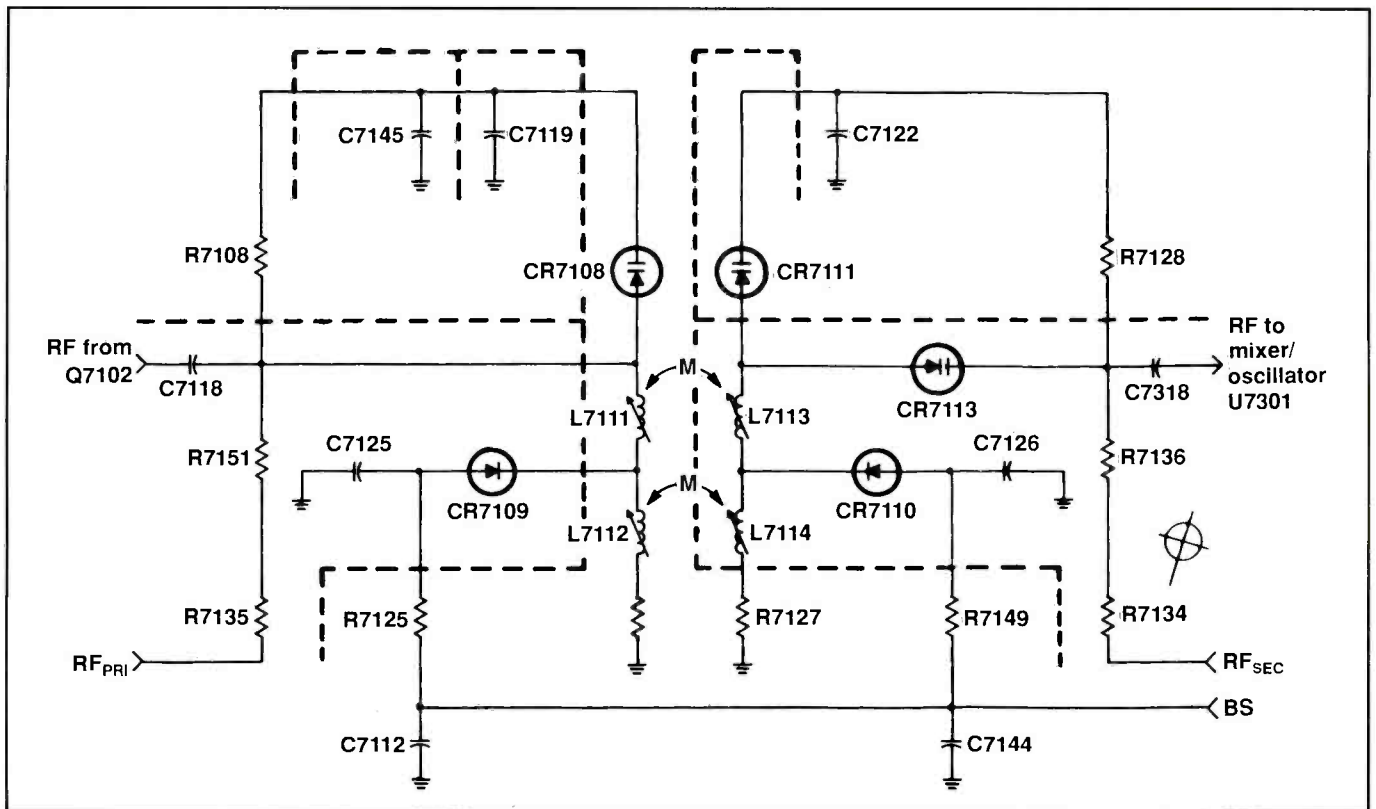 C7145
C7119
C7122
R7108
CR7108
CR7111
R7128
RF from
Q7102
C7118
M
RF to
mixer/
oscillator
U7301
L7111
L7113
CR7113
C7318
R7151
C7125
CR7109
M
C7126
CR7110
R7136
L7112
L7114
R7135
R7125
R7127
R7149
R7134
RFPRI
RFSEC
BS
C7112
C7144